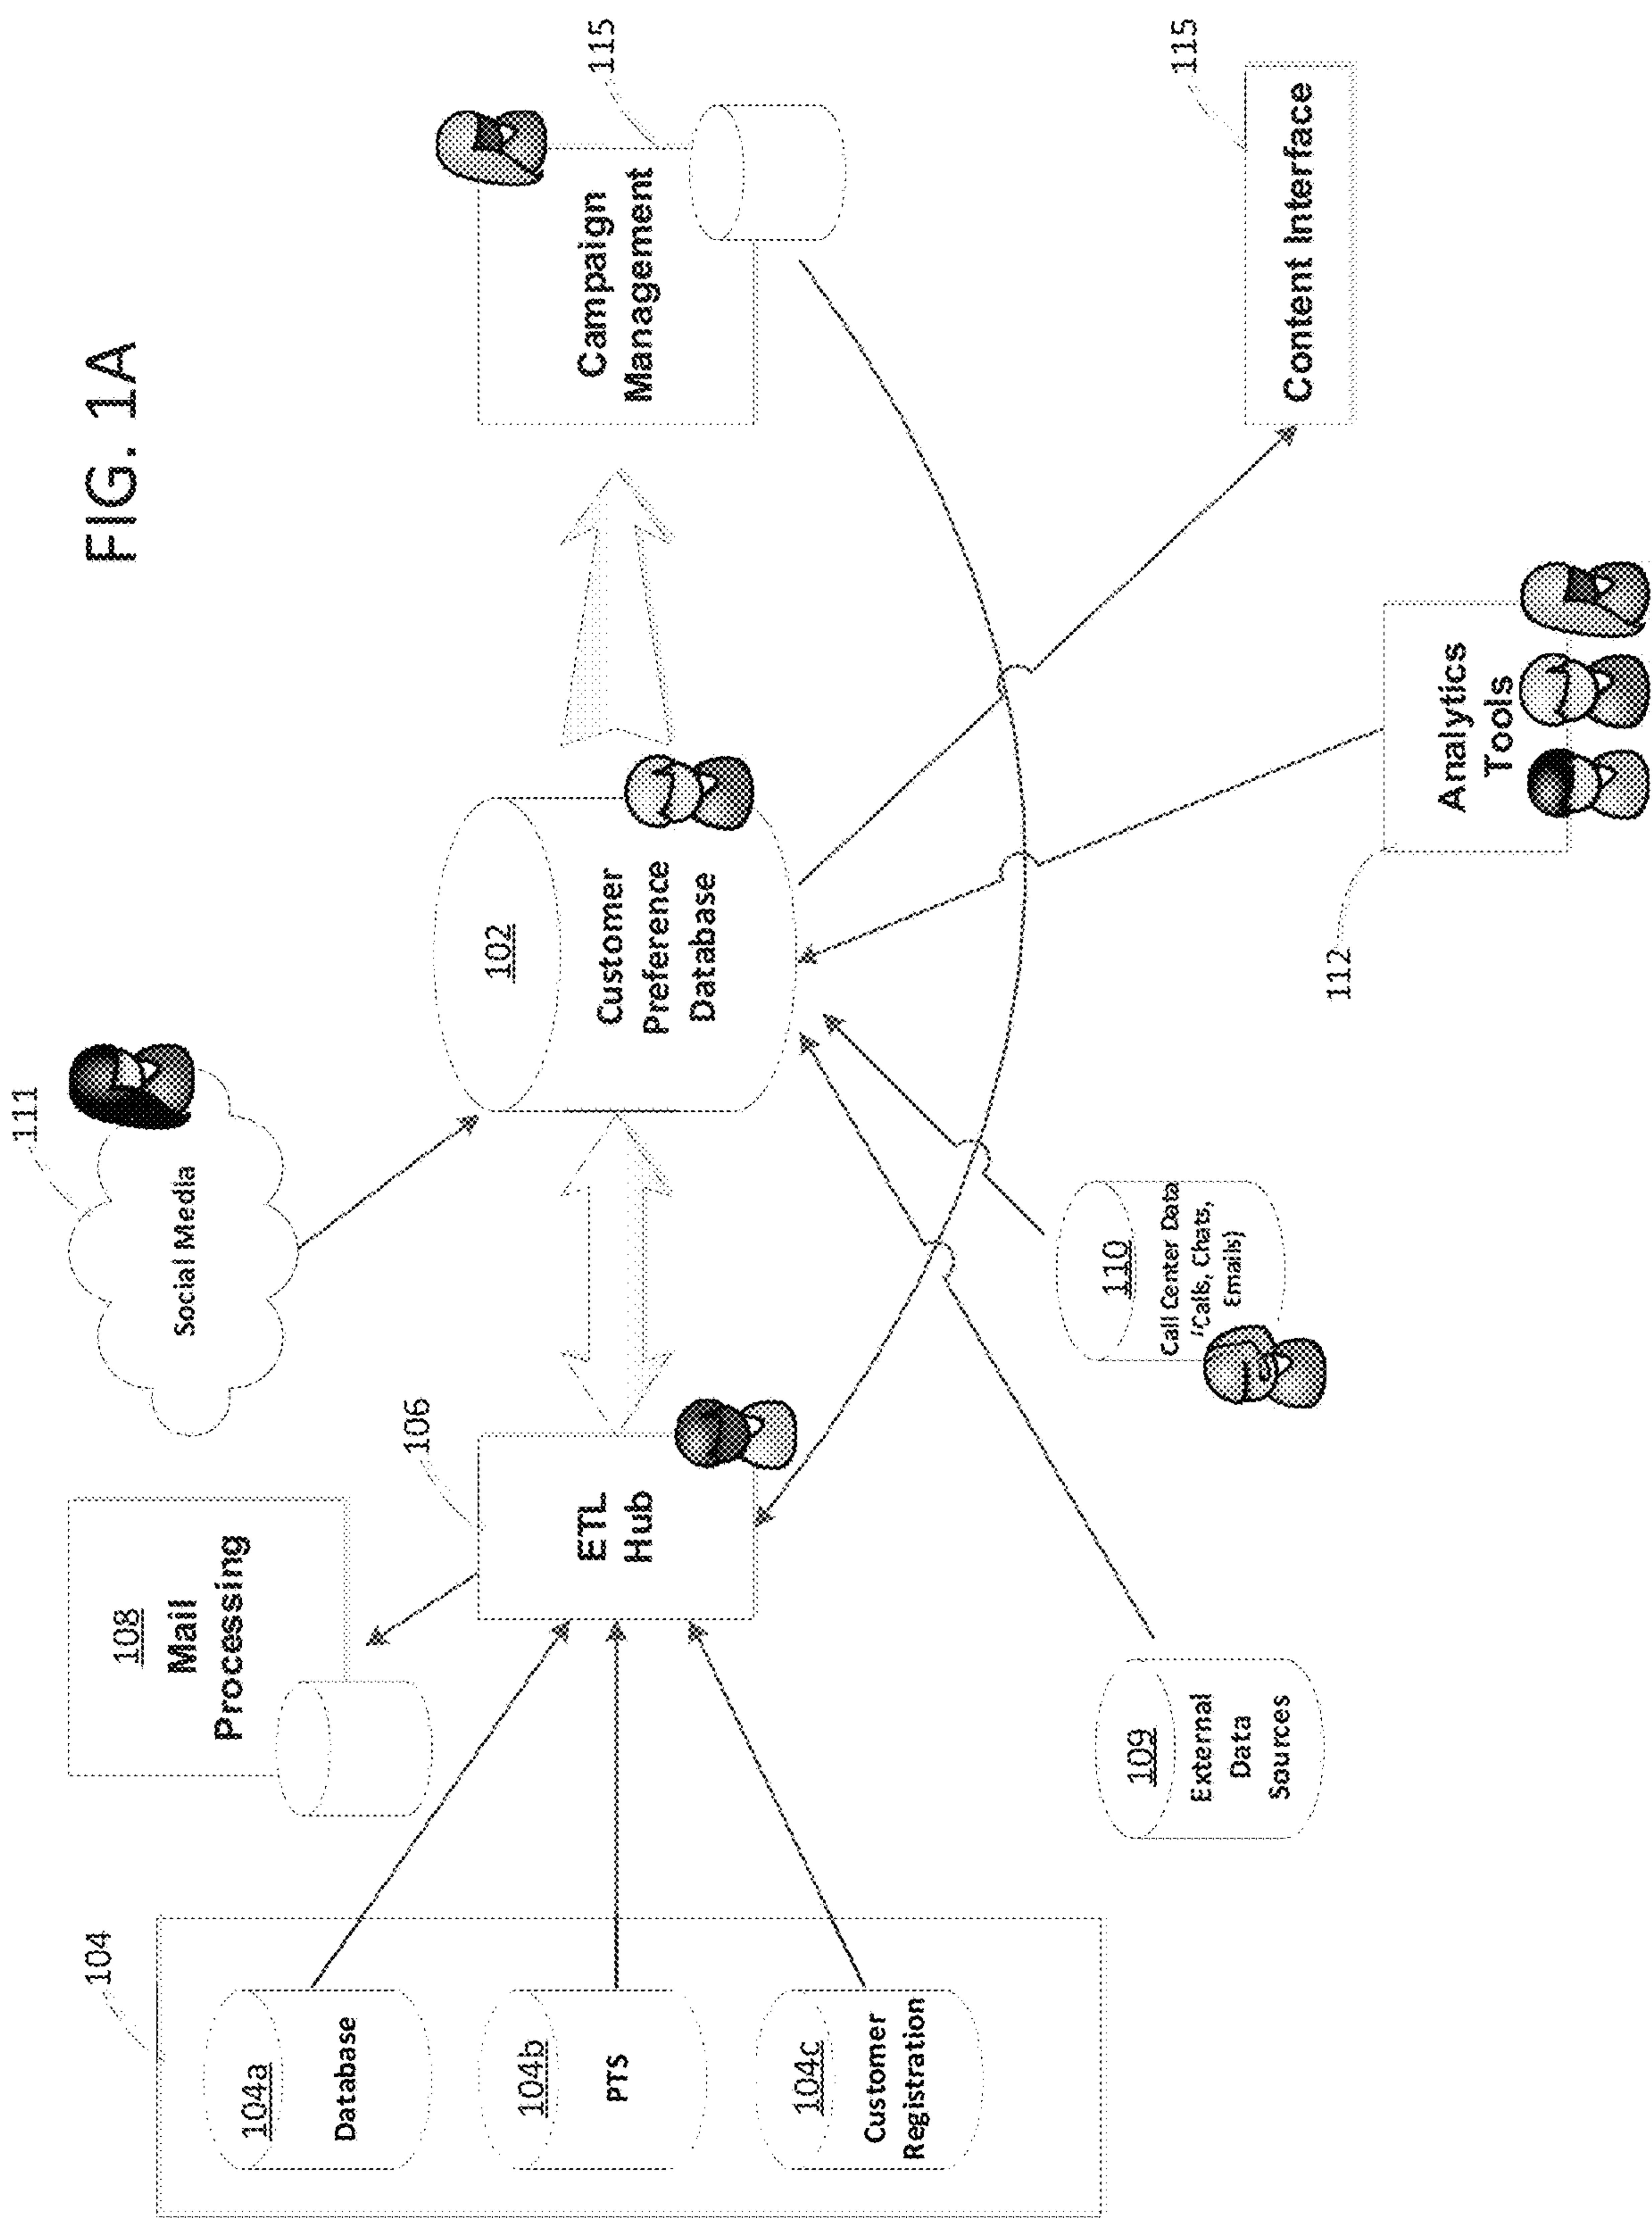 FIG. 1A
104
104a
Database
104b
PTS
104c
Customer
Registration
108
Mail
Processing
106
ETL
Hub
111
Social Media
102
Customer
Preference
Database
115
Campaign
Management
109
External
Data
Sources
110
Call Center Data
(Calls, Chats,
Emails)
112
Analytics
Tools
115
Content Interface